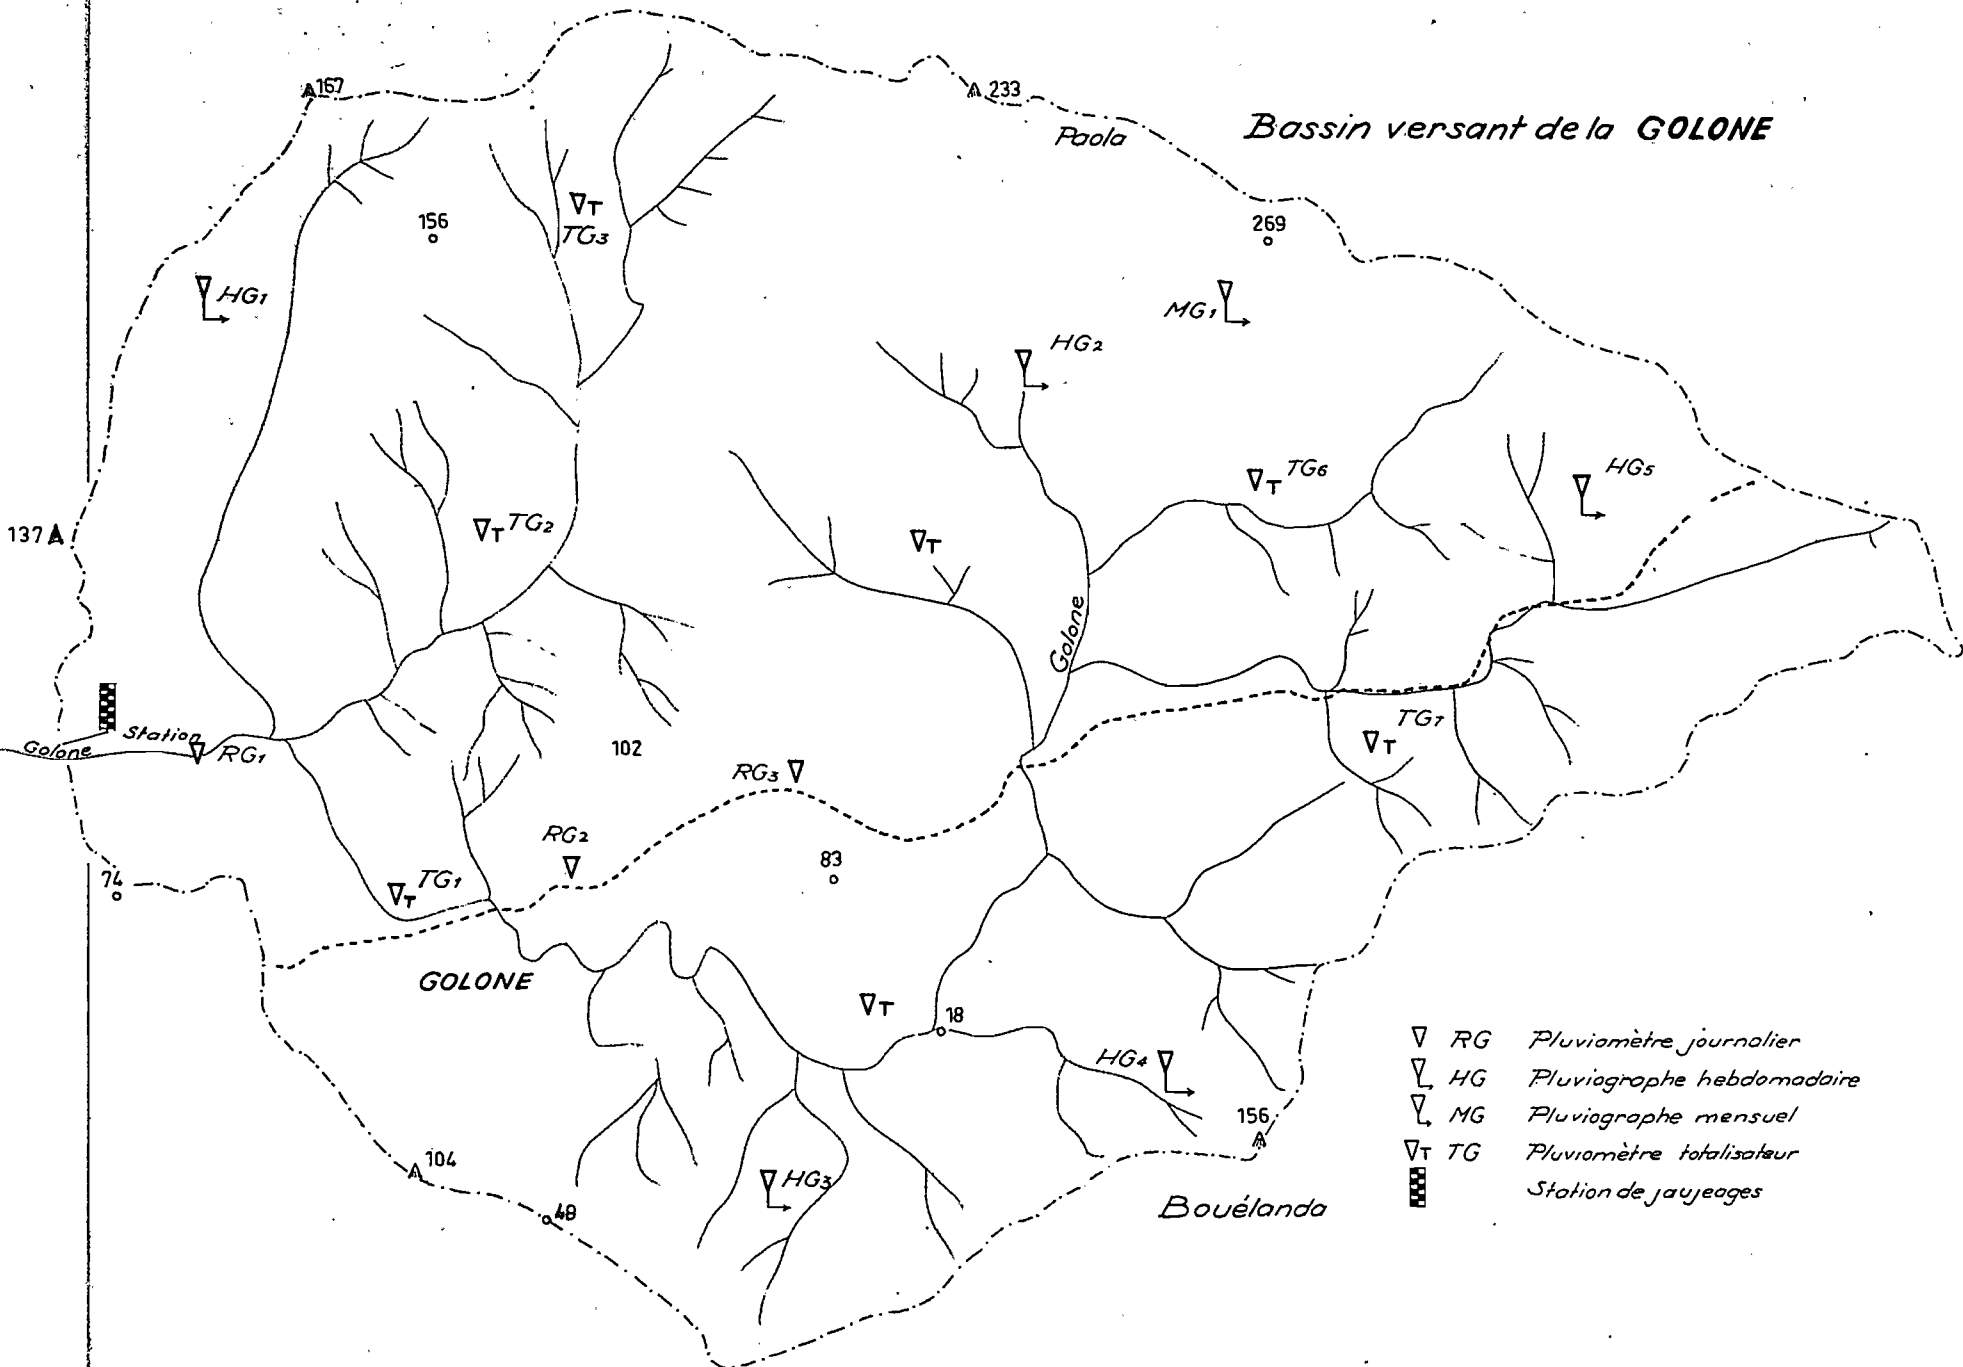 167
233
Paola
Bassin versant de la GOLONE
156
T
TG3
269
HG1
MG1
HG2
TG6
T
HG5
137
T TG2
T
Golone
Station
Golone
RG1
102
RG3
TG7
T
RG2
83
74
T TG1
GOLONE
T
18
HG4
156
104
HG3
48
Bouélanda
RG Pluviomètre journalier
HG Pluviographe hebdomadaire
MG Pluviographe mensuel
T TG Pluviomètre totalisateur
Station de jaujeages